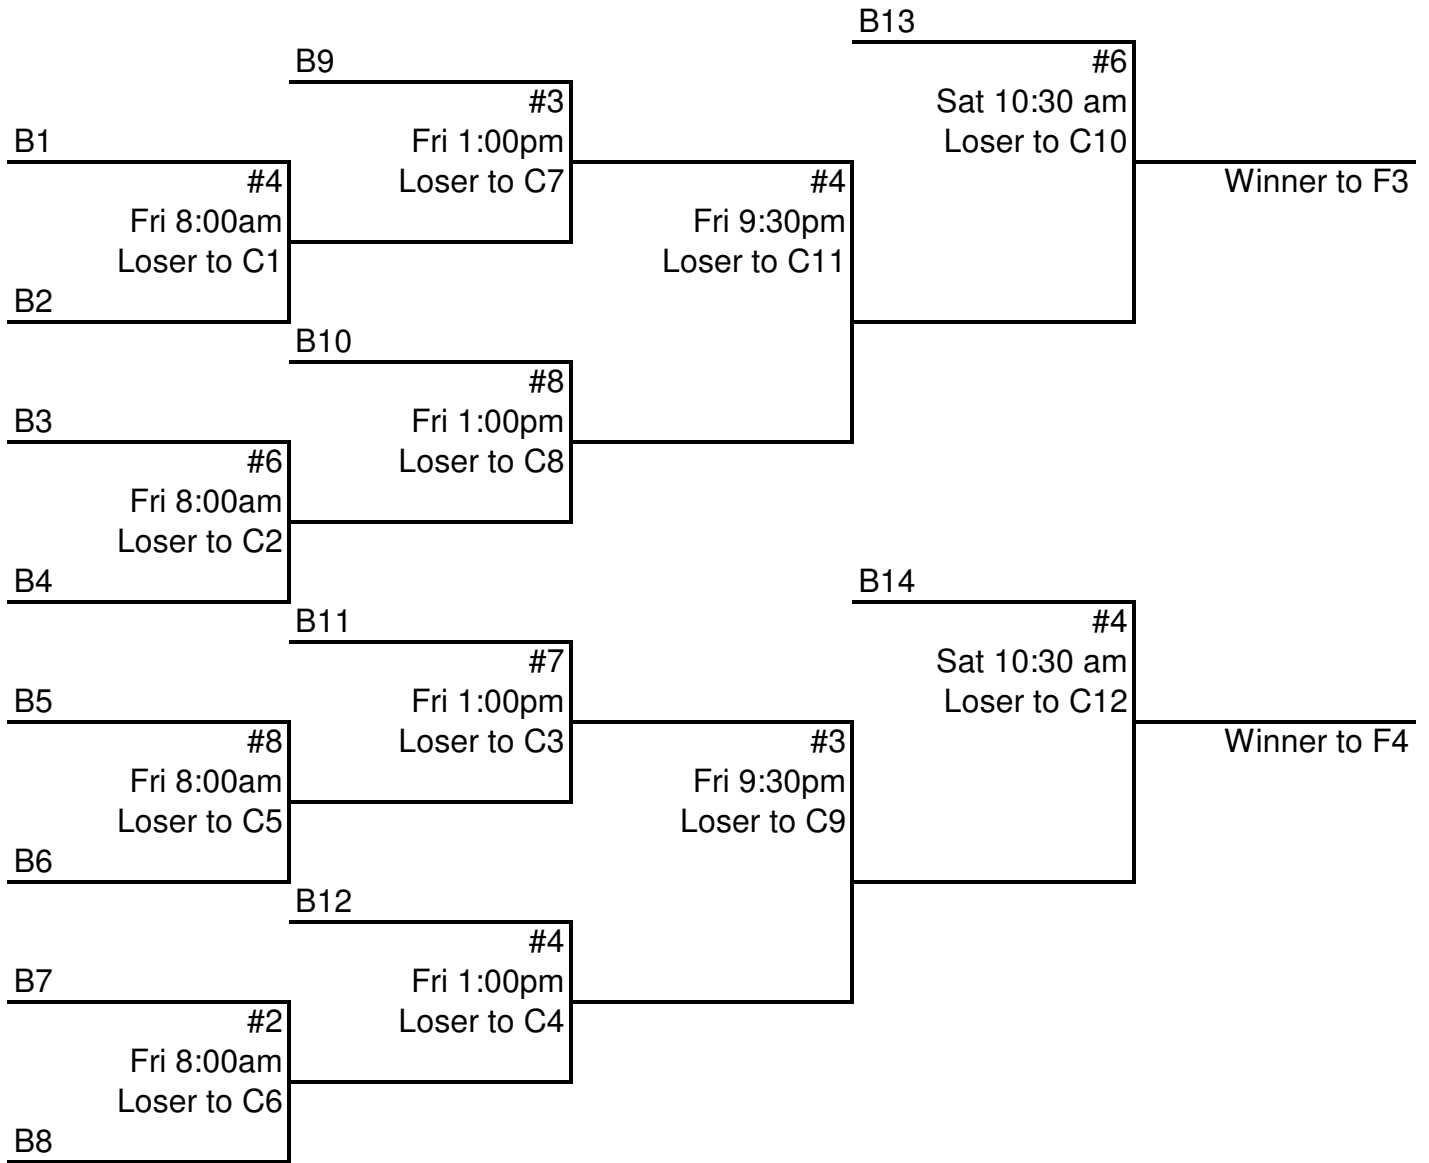 B13
#6
Sat 10:30 am
Loser to C10
Winner to F3
B9
#3
Fri 1:00pm
Loser to C7
B1
#4
Fri 8:00am
Loser to C1
B2
#4
Fri 9:30pm
Loser to C11
B10
#8
Fri 1:00pm
Loser to C8
B3
#6
Fri 8:00am
Loser to C2
B4
B14
#4
Sat 10:30 am
Loser to C12
Winner to F4
B11
#7
Fri 1:00pm
Loser to C3
B5
#8
Fri 8:00am
Loser to C5
B6
#3
Fri 9:30pm
Loser to C9
B12
#4
Fri 1:00pm
Loser to C4
B7
#2
Fri 8:00am
Loser to C6
B8